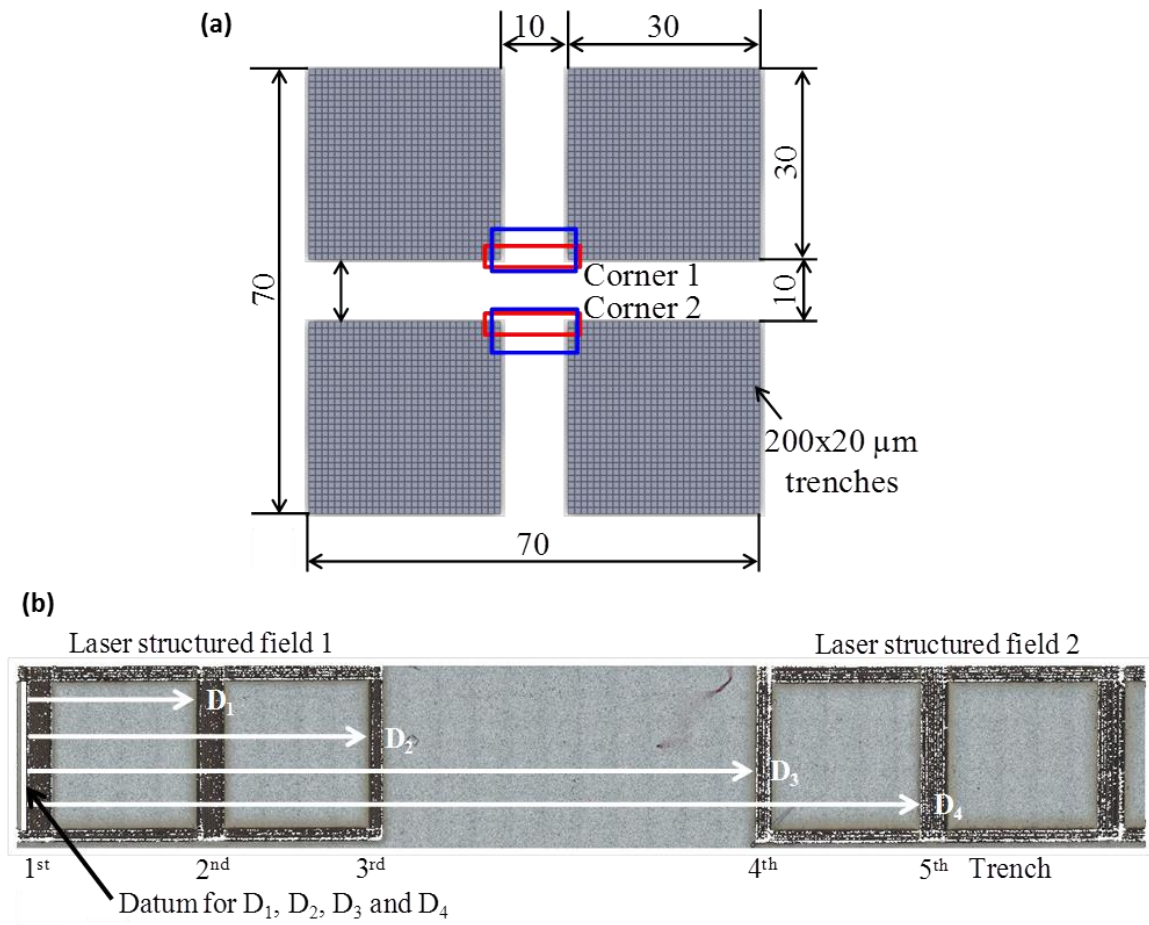 (a)
10
30
30
70
Corner 1
Corner 2
10
200x20 µm
trenches
70
(b)
Laser structured field 1
Laser structured field 2
D₁
D₂
D₃
D₄
1ˢᵗ
2ⁿᵈ
3ʳᵈ
4ᵗʰ
5ᵗʰ
Trench
Datum for D₁, D₂, D₃ and D₄